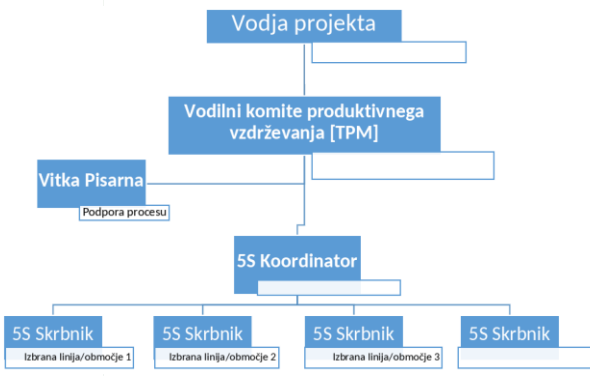 Vodja projekta
Vodilni komite produktivnega
vzdrževanja [TPM]
Vitka Pisarna
Podpora procesu
5S Koordinator
5S Skrbnik
Izbrana linija/območje 1
5S Skrbnik
Izbrana linija/območje 2
5S Skrbnik
Izbrana linija/območje 3
5S Skrbnik